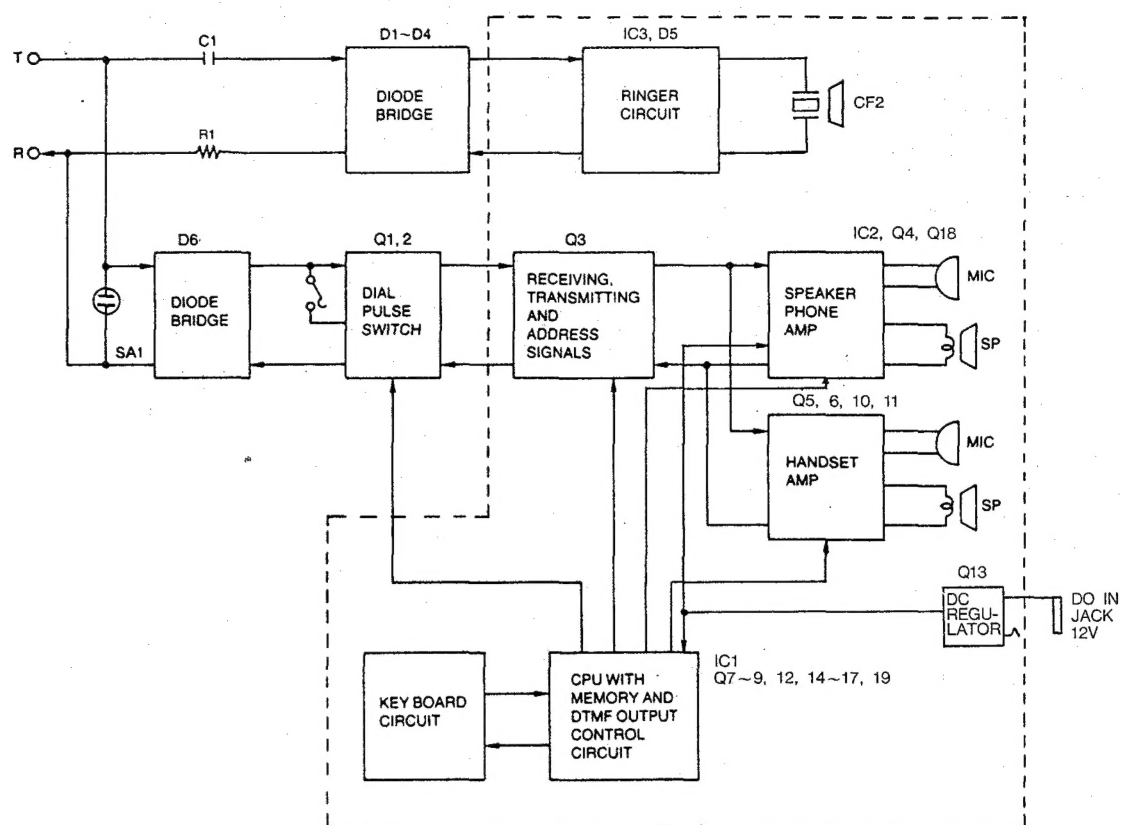 C1
D1~D4
IC3, D5
T
DIODE
BRIDGE
RINGER
CIRCUIT
CF2
R
R1
D6
Q1, 2
Q3
IC2, Q4, Q18
DIODE
BRIDGE
DIAL
PULSE
SWITCH
RECEIVING,
TRANSMITTING
AND
ADDRESS
SIGNALS
SPEAKER
PHONE
AMP
MIC
SP
SA1
Q5, 6, 10, 11
HANDSET
AMP
MIC
SP
Q13
DC
REGU-
LATOR
DO IN
JACK
12V
KEY BOARD
CIRCUIT
CPU WITH
MEMORY AND
DTMF OUTPUT
CONTROL
CIRCUIT
IC1
Q7~9, 12, 14~17, 19